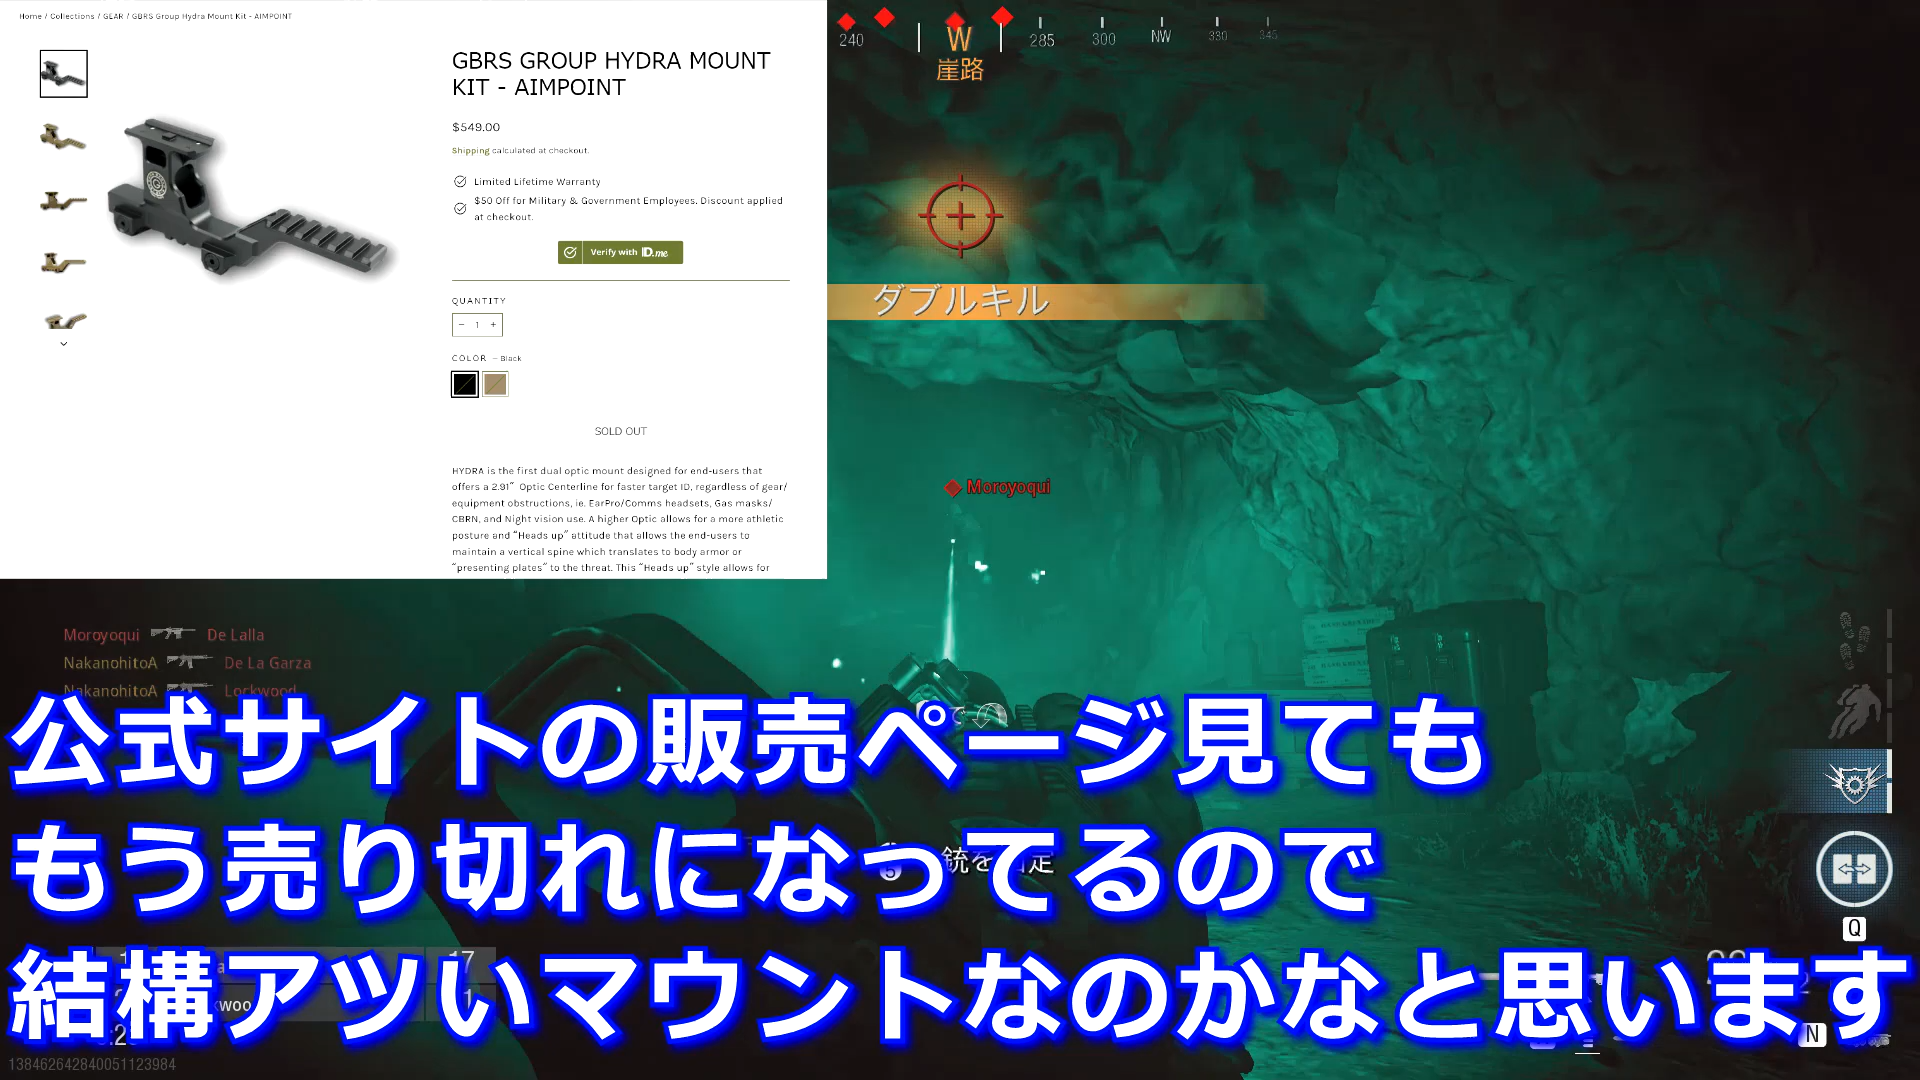 Home / Collections / GEAR / GBRS Group Hydra Mount Kit - AIMPOINT
GBRS GROUP HYDRA MOUNT
KIT - AIMPOINT
$549.00
Shipping calculated at checkout.
Limited Lifetime Warranty
$50 Off for Military & Government Employees. Discount applied
at checkout.
Verify with ID.me
QUANTITY
− 1 +
COLOR — Black
SOLD OUT
HYDRA is the first dual optic mount designed for end-users that
offers a 2.91″ Optic Centerline for faster target ID, regardless of gear/
equipment obstructions, ie. EarPro/Comms headsets, Gas masks/
CBRN, and Night vision use. A higher Optic allows for a more athletic
posture and “Heads up” attitude that allows the end-users to
maintain a vertical spine which translates to body armor or
“presenting plates” to the threat. This “Heads up” style allows for
240 W 285 300 NW 330 345
崖路
ダブルキル
Moroyoqui
Moroyoqui De Lalla
NakanohitoA De La Garza
NakanohitoA Lockwood
公式サイトの販売ページ見ても
もう売り切れになってるので
結構アツいマウントなのかなと思います
銃を
定
5
17
Q
N
138462642840051123984